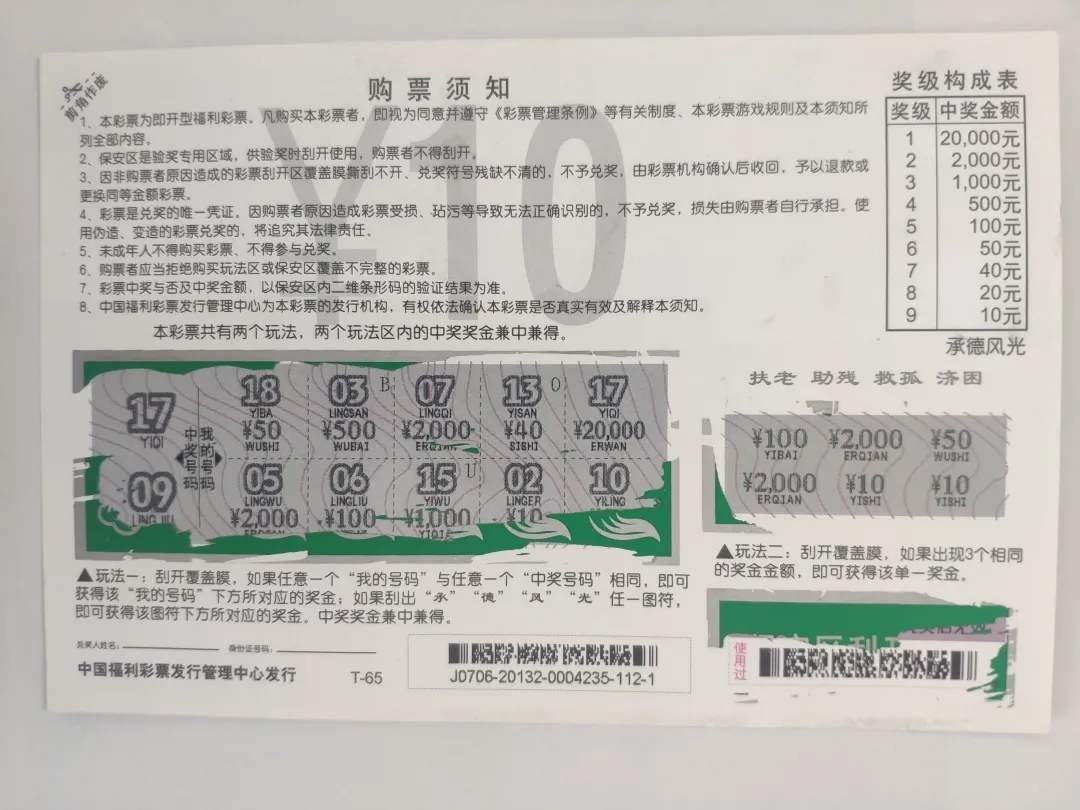 剪角作废
购票须知
¥10
1、本彩票为即开型福利彩票。凡购买本彩票者，即视为同意并遵守《彩票管理条例》等有关制度、本彩票游戏规则及本须知所
列全部内容。
2、保安区是验奖专用区域，供验奖时刮开使用，购票者不得刮开。
3、因非购票者原因造成的彩票刮开区覆盖膜撕刮不开、兑奖符号残缺不清的，不予兑奖，由彩票机构确认后收回，予以退款或
更换同等金额彩票。
4、彩票是兑奖的唯一凭证。因购票者原因造成彩票受损、玷污等导致无法正确识别的，不予兑奖，损失由购票者自行承担。使
用伪造、变造的彩票兑奖的，将追究其法律责任。
5、未成年人不得购买彩票、不得参与兑奖。
6、购票者应当拒绝购买玩法区或保安区覆盖不完整的彩票。
7、彩票中奖与否及中奖金额，以保安区内二维条形码的验证结果为准。
8、中国福利彩票发行管理中心为本彩票的发行机构，有权依法确认本彩票是否真实有效及解释本须知。
本彩票共有两个玩法，两个玩法区内的中奖奖金兼中兼得。
奖级构成表
奖级 中奖金额
1 20,000元
2 2,000元
3 1,000元
4 500元
5 100元
6 50元
7 40元
8 20元
9 10元
承德风光
扶老 助残 救孤 济困
17 18 03 B 07 13 O 17
YIQI YIBA LINGSAN LINGQI YISAN YIQI
¥50 ¥500 ¥2,000 ¥40 ¥20,000
WUSHI WUBAI ERQIAN SISHI ERWAN
中奖号码 我的号码
09 05 06 15 U 02 10
LINGJIU LINGWU LINGLIU YIWU LINGER YILING
¥2,000 ¥100 ¥1,000 ¥10
ERQIAN YIQIAN
¥100 ¥2,000 ¥50
YIBAI ERQIAN WUSHI
¥2,000 ¥10 ¥10
ERQIAN YISHI YISHI
▲玩法一：刮开覆盖膜，如果任意一个“我的号码”与任意一个“中奖号码”相同，即可
获得该“我的号码”下方所对应的奖金；如果刮出“承”“德”“风”“光”任一图符，
即可获得该图符下方所对应的奖金。中奖奖金兼中兼得。
▲玩法二：刮开覆盖膜，如果出现3个相同
的奖金金额，即可获得该单一奖金。
兑奖人姓名： 身份证号码：
中国福利彩票发行管理中心发行 T-65
J0706-20132-0004235-112-1
使用过